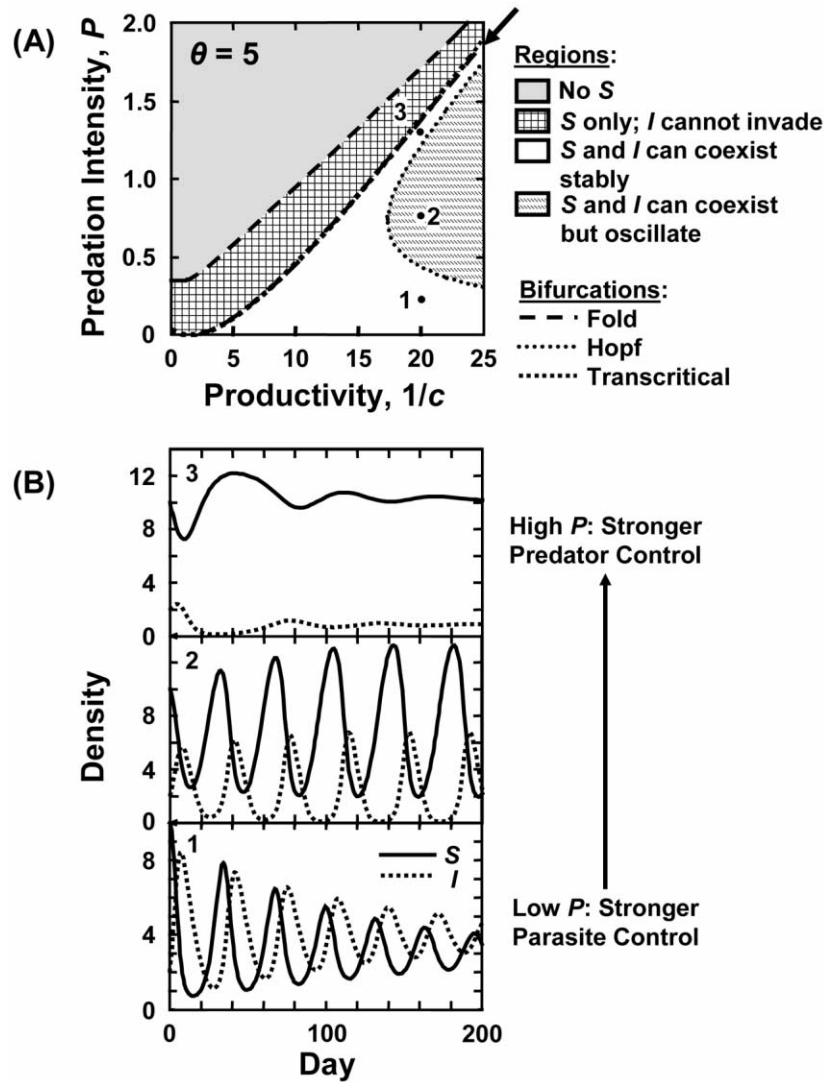 (A)
Predation Intensity, P
2.0
1.5
1.0
0.5
0
θ = 5
3
2
1
0 5 10 15 20 25
Productivity, 1/c
Regions:
No S
S only; I cannot invade
S and I can coexist
stably
S and I can coexist
but oscillate
Bifurcations:
Fold
Hopf
Transcritical
(B)
Density
3
12
8
4
0
2
8
4
0
1
8
4
0
S
I
0 100 200
Day
High P: Stronger
Predator Control
Low P: Stronger
Parasite Control